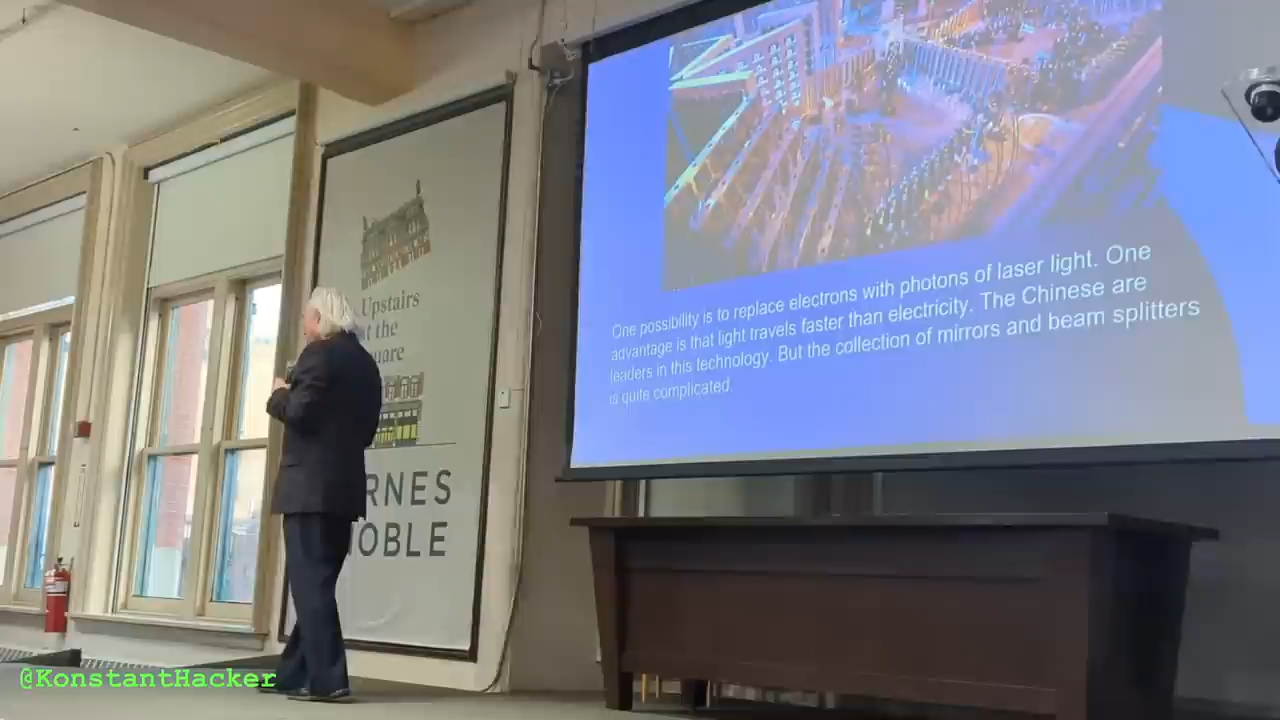 One possibility is to replace electrons with photons of laser light. One
advantage is that light travels faster than electricity. The Chinese are
leaders in this technology. But the collection of mirrors and beam splitters
is quite complicated.
Upstairs
at the
uare
RNES
NOBLE
@KonstantHacker